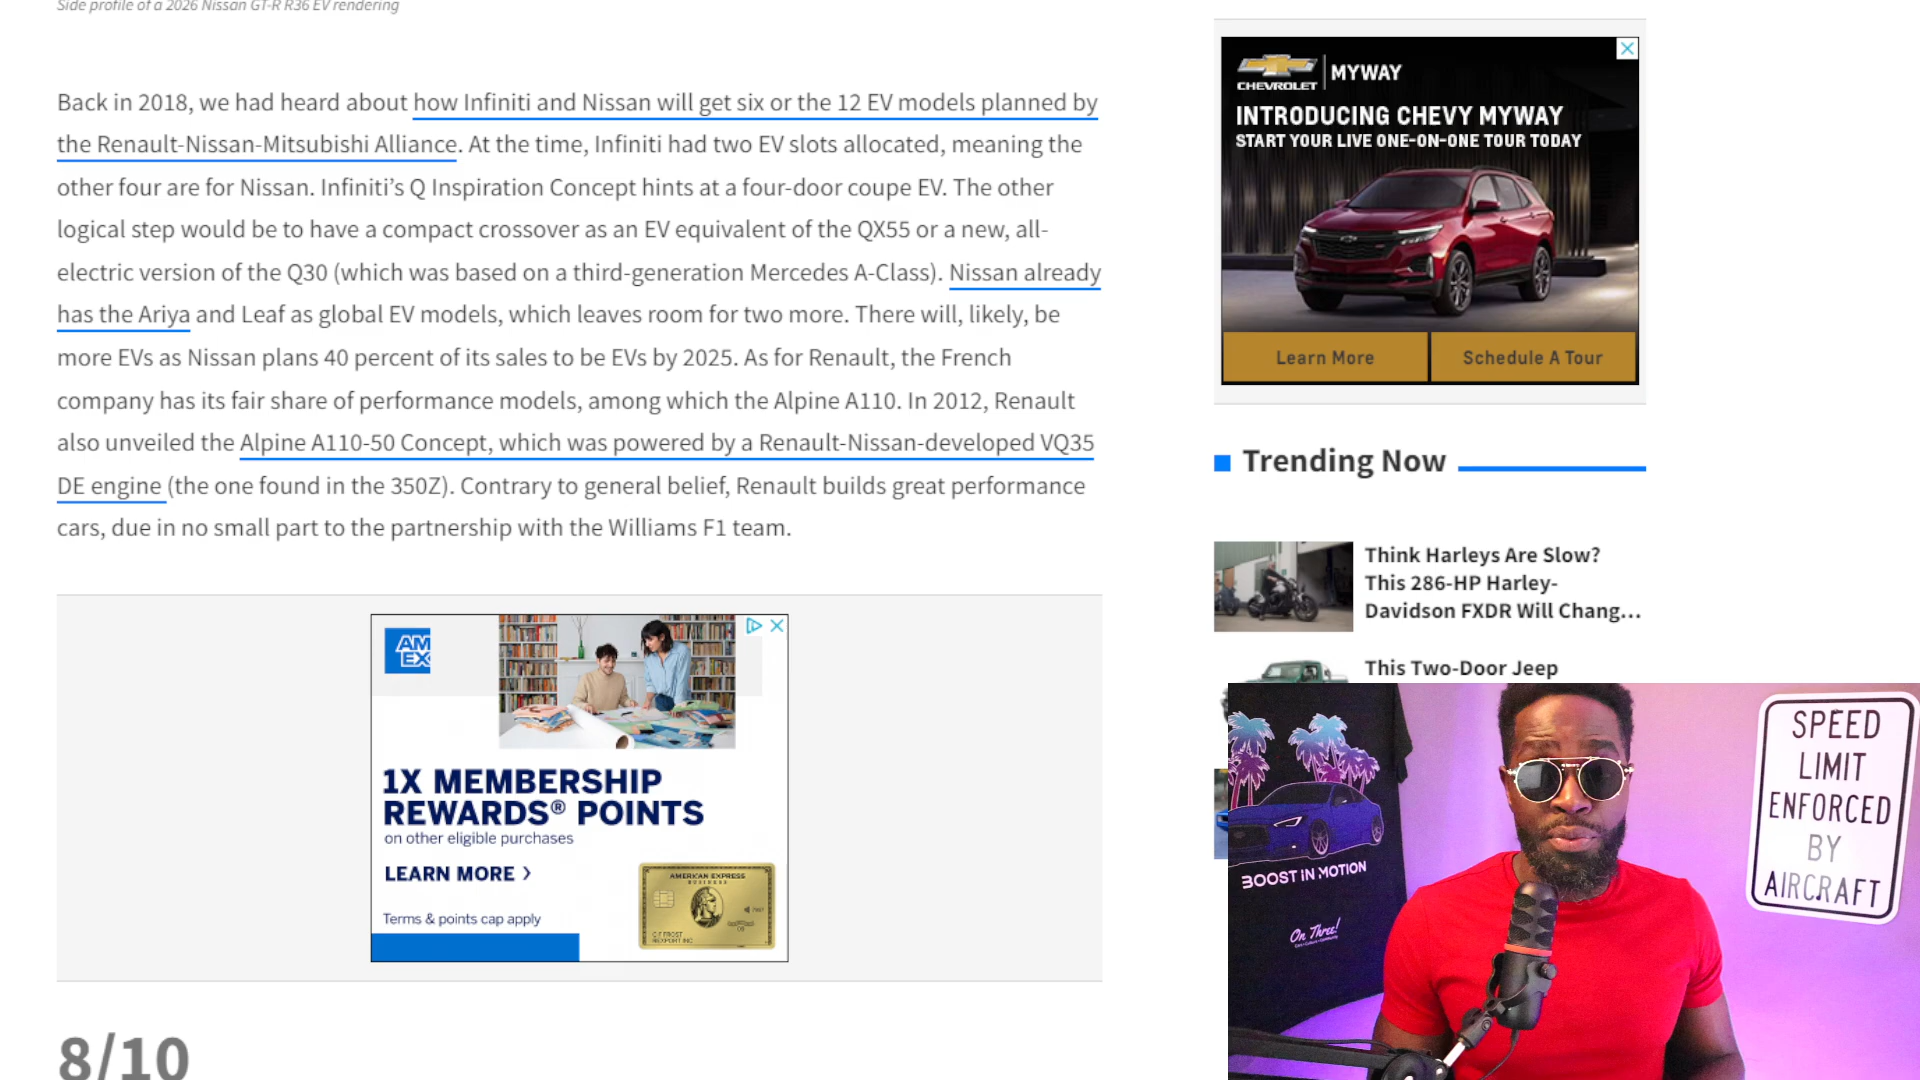 Side profile of a 2026 Nissan GT-R R36 EV rendering
Back in 2018, we had heard about how Infiniti and Nissan will get six or the 12 EV models planned by
the Renault-Nissan-Mitsubishi Alliance. At the time, Infiniti had two EV slots allocated, meaning the
other four are for Nissan. Infiniti’s Q Inspiration Concept hints at a four-door coupe EV. The other
logical step would be to have a compact crossover as an EV equivalent of the QX55 or a new, all-
electric version of the Q30 (which was based on a third-generation Mercedes A-Class). Nissan already
has the Ariya and Leaf as global EV models, which leaves room for two more. There will, likely, be
more EVs as Nissan plans 40 percent of its sales to be EVs by 2025. As for Renault, the French
company has its fair share of performance models, among which the Alpine A110. In 2012, Renault
also unveiled the Alpine A110-50 Concept, which was powered by a Renault-Nissan-developed VQ35
DE engine (the one found in the 350Z). Contrary to general belief, Renault builds great performance
cars, due in no small part to the partnership with the Williams F1 team.
AM
EX
1X MEMBERSHIP
REWARDS® POINTS
on other eligible purchases
LEARN MORE >
Terms & points cap apply
AMERICAN EXPRESS
BUSINESS
C F FROST
8/10
CHEVROLET
MYWAY
INTRODUCING CHEVY MYWAY
START YOUR LIVE ONE-ON-ONE TOUR TODAY
Learn More
Schedule A Tour
Trending Now
Think Harleys Are Slow?
This 286-HP Harley-
Davidson FXDR Will Chang...
This Two-Door Jeep
BOOST IN MOTION
On Three!
SPEED
LIMIT
ENFORCED
BY
AIRCRAFT